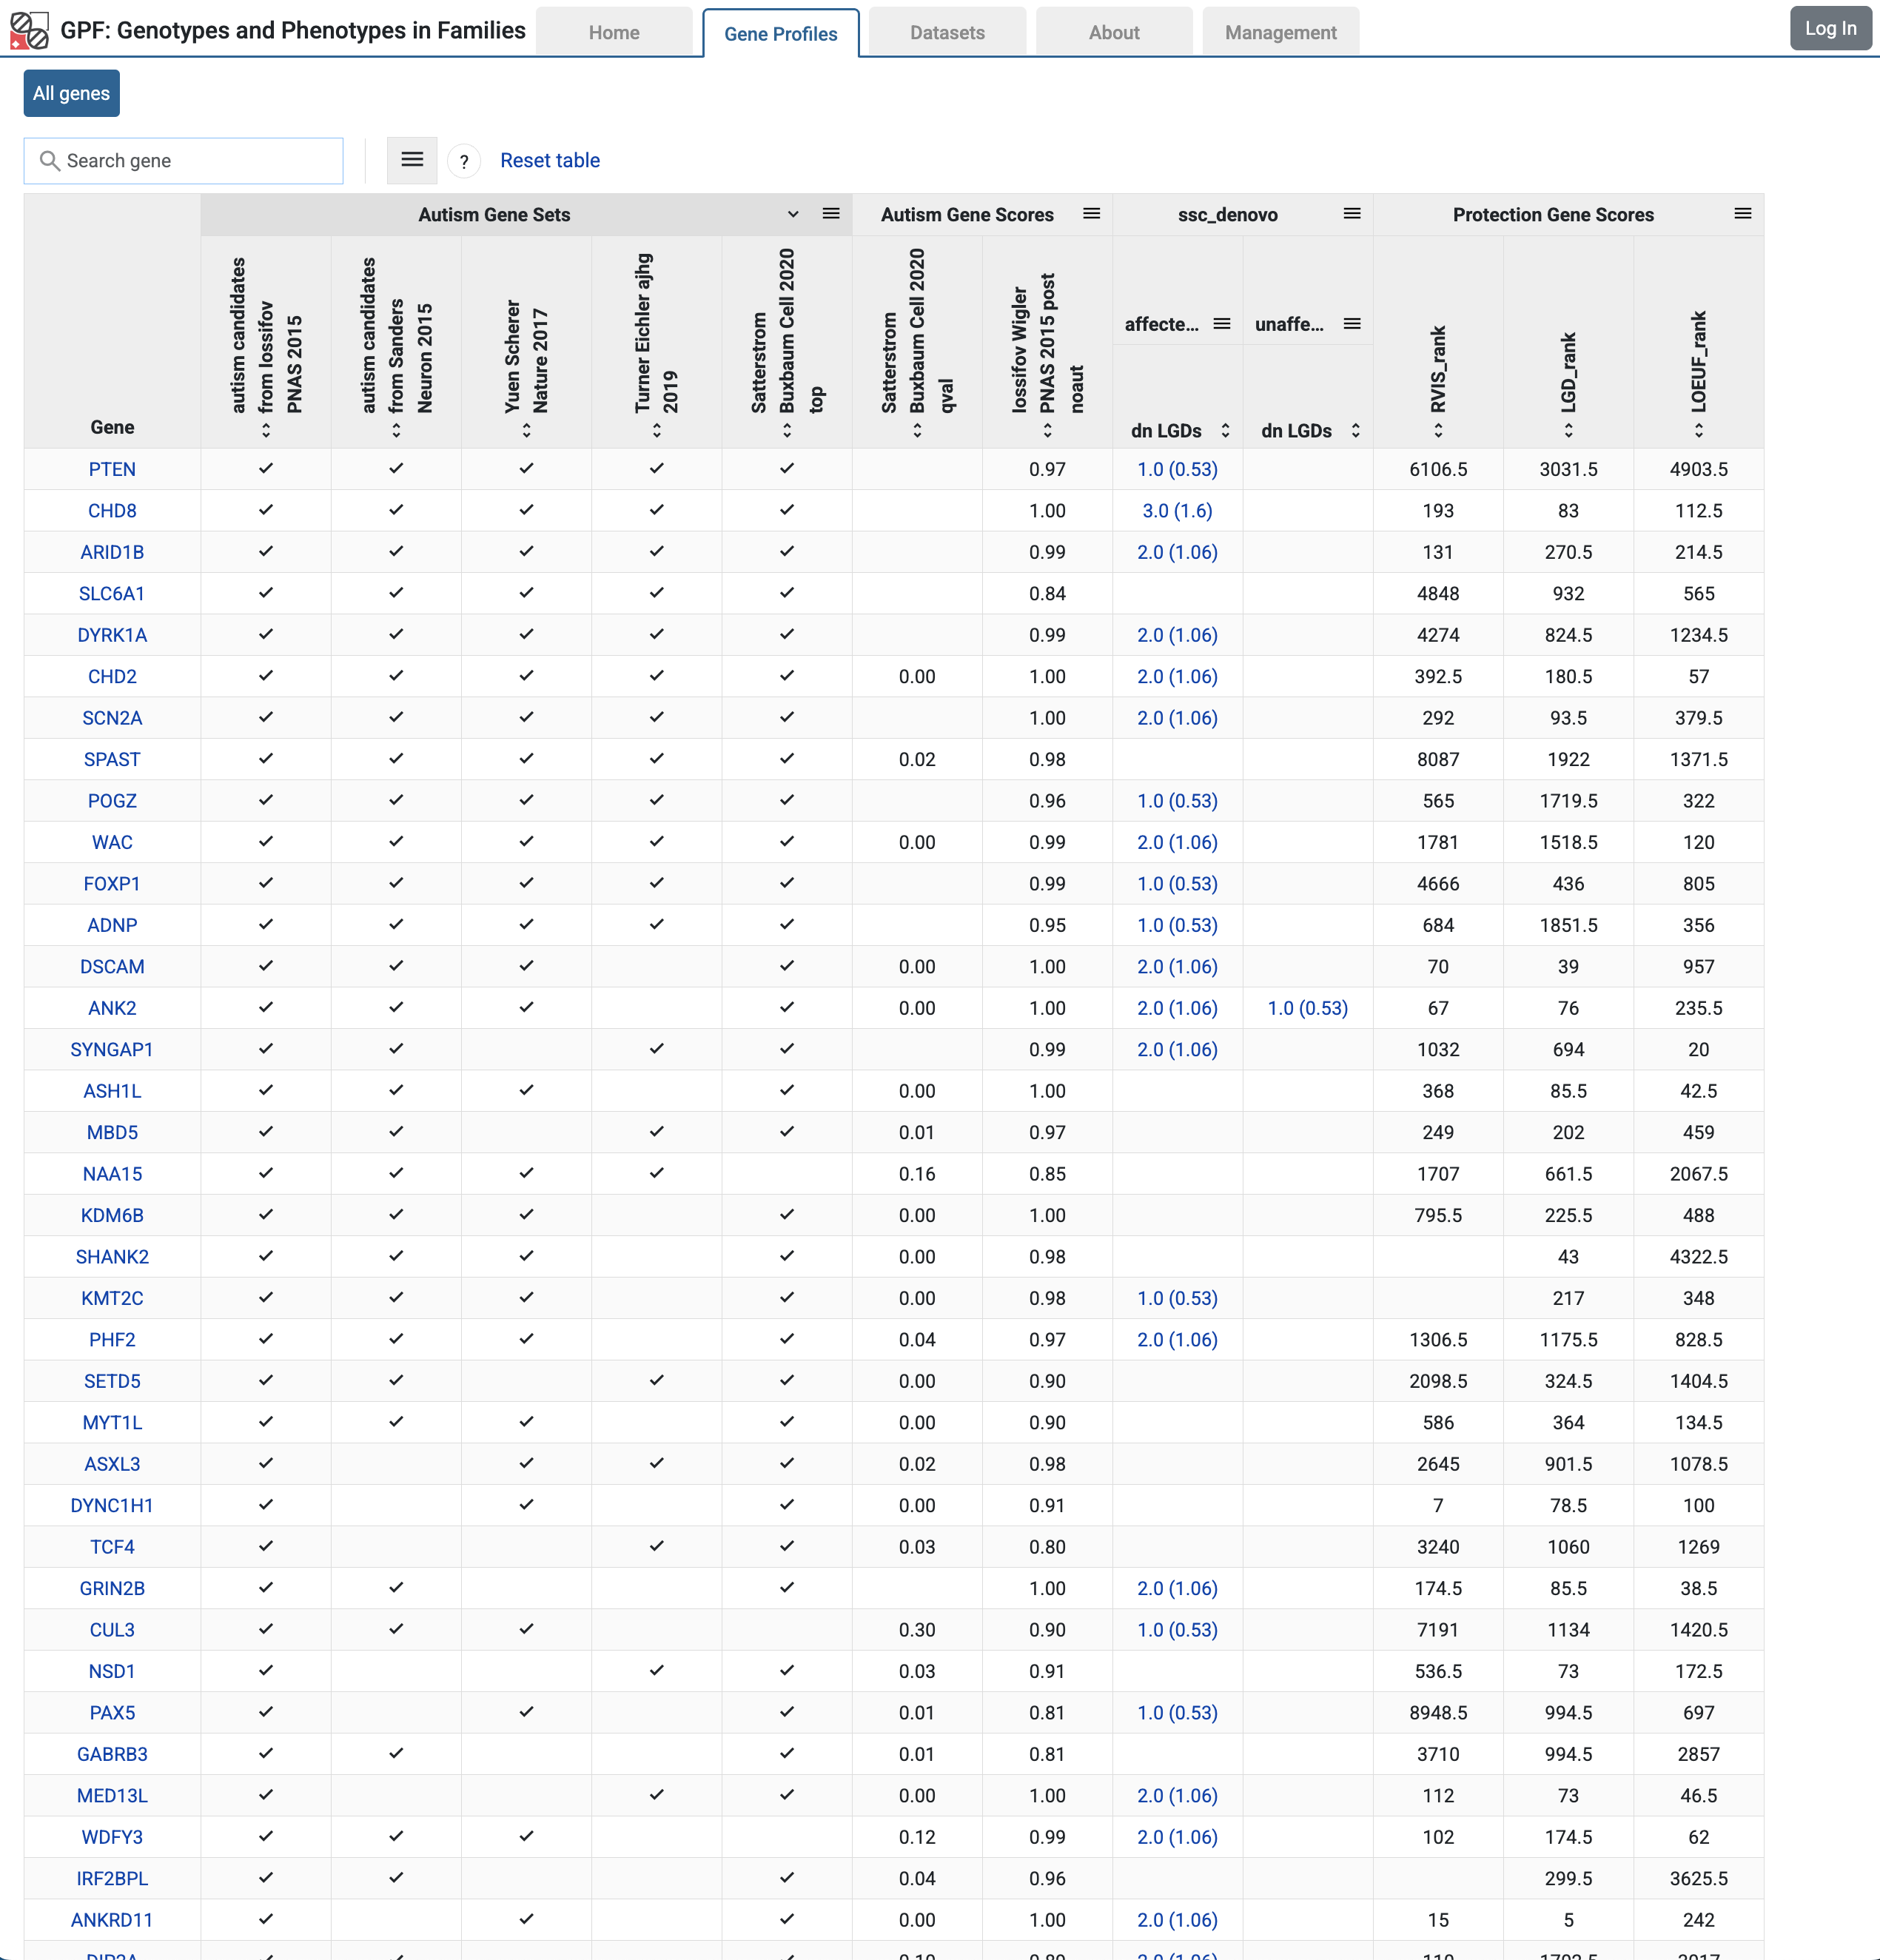 GPF: Genotypes and Phenotypes in Families
Home
Gene Profiles
Datasets
About
Management
Log In
All genes
Search gene
?
Reset table
Autism Gene Sets
Autism Gene Scores
ssc_denovo
Protection Gene Scores
Gene
autism candidates
from Iossifov
PNAS 2015
autism candidates
from Sanders
Neuron 2015
Yuen Scherer
Nature 2017
Turner Eichler ajhg
2019
Satterstrom
Buxbaum Cell 2020
top
Satterstrom
Buxbaum Cell 2020
qval
Iossifov Wigler
PNAS 2015 post
noaut
affecte...
dn LGDs
unaffe...
dn LGDs
RVIS_rank
LGD_rank
LOEUF_rank
PTEN ✓ ✓ ✓ ✓ ✓ 0.97 1.0 (0.53) 6106.5 3031.5 4903.5
CHD8 ✓ ✓ ✓ ✓ ✓ 1.00 3.0 (1.6) 193 83 112.5
ARID1B ✓ ✓ ✓ ✓ ✓ 0.99 2.0 (1.06) 131 270.5 214.5
SLC6A1 ✓ ✓ ✓ ✓ ✓ 0.84 4848 932 565
DYRK1A ✓ ✓ ✓ ✓ ✓ 0.99 2.0 (1.06) 4274 824.5 1234.5
CHD2 ✓ ✓ ✓ ✓ ✓ 0.00 1.00 2.0 (1.06) 392.5 180.5 57
SCN2A ✓ ✓ ✓ ✓ ✓ 1.00 2.0 (1.06) 292 93.5 379.5
SPAST ✓ ✓ ✓ ✓ ✓ 0.02 0.98 8087 1922 1371.5
POGZ ✓ ✓ ✓ ✓ ✓ 0.96 1.0 (0.53) 565 1719.5 322
WAC ✓ ✓ ✓ ✓ ✓ 0.00 0.99 2.0 (1.06) 1781 1518.5 120
FOXP1 ✓ ✓ ✓ ✓ ✓ 0.99 1.0 (0.53) 4666 436 805
ADNP ✓ ✓ ✓ ✓ ✓ 0.95 1.0 (0.53) 684 1851.5 356
DSCAM ✓ ✓ ✓ ✓ 0.00 1.00 2.0 (1.06) 70 39 957
ANK2 ✓ ✓ ✓ ✓ 0.00 1.00 2.0 (1.06) 1.0 (0.53) 67 76 235.5
SYNGAP1 ✓ ✓ ✓ ✓ 0.99 2.0 (1.06) 1032 694 20
ASH1L ✓ ✓ ✓ ✓ 0.00 1.00 368 85.5 42.5
MBD5 ✓ ✓ ✓ ✓ 0.01 0.97 249 202 459
NAA15 ✓ ✓ ✓ ✓ 0.16 0.85 1707 661.5 2067.5
KDM6B ✓ ✓ ✓ ✓ 0.00 1.00 795.5 225.5 488
SHANK2 ✓ ✓ ✓ ✓ 0.00 0.98 43 4322.5
KMT2C ✓ ✓ ✓ ✓ 0.00 0.98 1.0 (0.53) 217 348
PHF2 ✓ ✓ ✓ ✓ 0.04 0.97 2.0 (1.06) 1306.5 1175.5 828.5
SETD5 ✓ ✓ ✓ ✓ 0.00 0.90 2098.5 324.5 1404.5
MYT1L ✓ ✓ ✓ ✓ 0.00 0.90 586 364 134.5
ASXL3 ✓ ✓ ✓ ✓ 0.02 0.98 2645 901.5 1078.5
DYNC1H1 ✓ ✓ ✓ 0.00 0.91 7 78.5 100
TCF4 ✓ ✓ ✓ 0.03 0.80 3240 1060 1269
GRIN2B ✓ ✓ ✓ 1.00 2.0 (1.06) 174.5 85.5 38.5
CUL3 ✓ ✓ ✓ 0.30 0.90 1.0 (0.53) 7191 1134 1420.5
NSD1 ✓ ✓ ✓ 0.03 0.91 536.5 73 172.5
PAX5 ✓ ✓ ✓ 0.01 0.81 1.0 (0.53) 8948.5 994.5 697
GABRB3 ✓ ✓ ✓ 0.01 0.81 3710 994.5 2857
MED13L ✓ ✓ ✓ 0.00 1.00 2.0 (1.06) 112 73 46.5
WDFY3 ✓ ✓ ✓ 0.12 0.99 2.0 (1.06) 102 174.5 62
IRF2BPL ✓ ✓ ✓ 0.04 0.96 299.5 3625.5
ANKRD11 ✓ ✓ ✓ 0.00 1.00 2.0 (1.06) 15 5 242